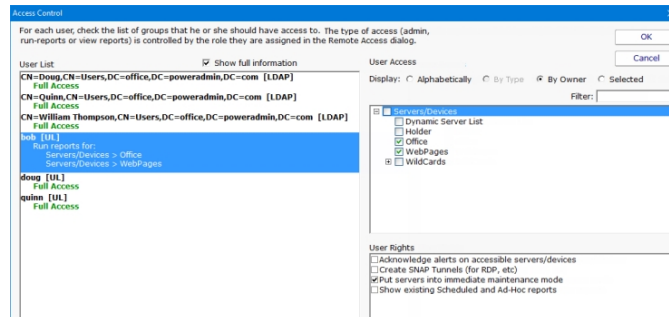 Access Control
For each user, check the list of groups that he or she should have access to. The type of access (admin,
run-reports or view reports) is controlled by the role they are assigned in the Remote Access dialog.
OK
Cancel
User List
Show full information
CN=Doug,CN=Users,DC=office,DC=poweradmin,DC=com [LDAP]
Full Access
CN=Quinn,CN=Users,DC=office,DC=poweradmin,DC=com [LDAP]
Full Access
CN=William Thompson,CN=Users,DC=office,DC=poweradmin,DC=com [LDAP]
Full Access
bob [UL]
Run reports for:
Servers/Devices > Office
Servers/Devices > WebPages
doug [UL]
Full Access
quinn [UL]
Full Access
User Access
Display: Alphabetically By Type By Owner Selected
Filter:
Servers/Devices
Dynamic Server List
Holder
Office
WebPages
WildCards
User Rights
Acknowledge alerts on accessible servers/devices
Create SNAP Tunnels (for RDP, etc)
Put servers into immediate maintenance mode
Show existing Scheduled and Ad-Hoc reports